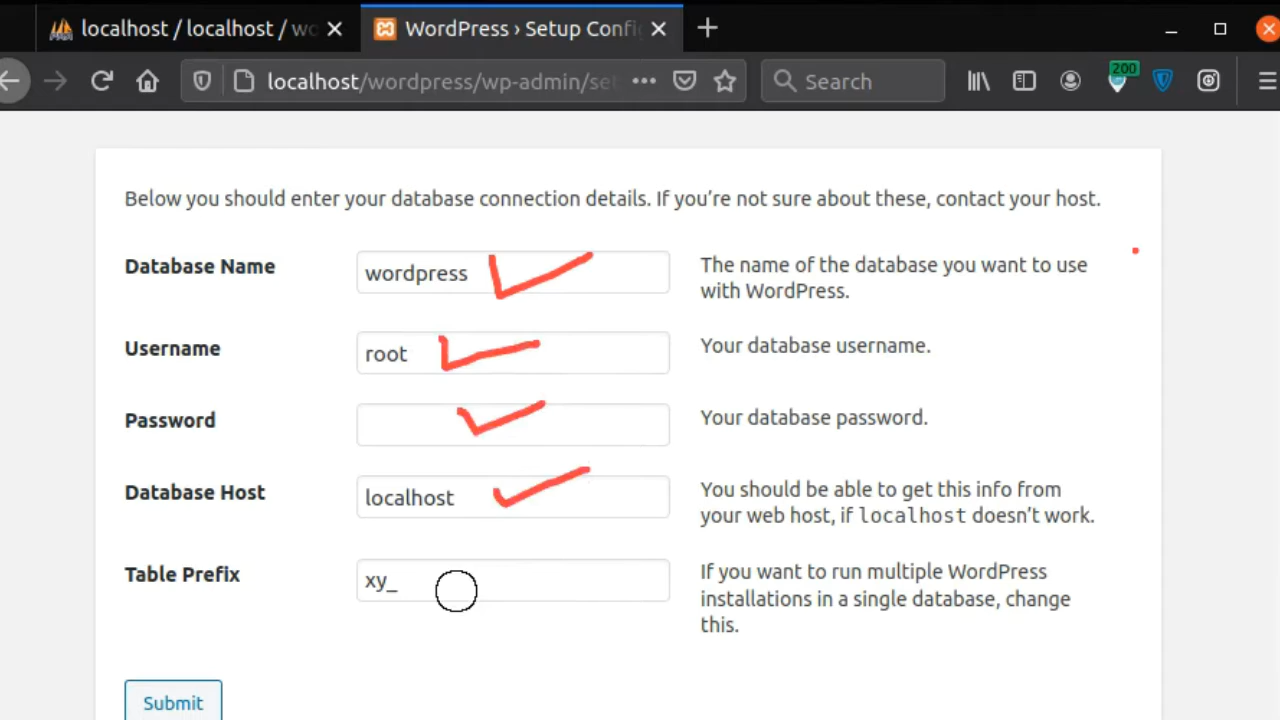 localhost / localhost / wo
WordPress › Setup Config
localhost/wordpress/wp-admin/set
Search
200
Below you should enter your database connection details. If you’re not sure about these, contact your host.
Database Name
wordpress
The name of the database you want to use
with WordPress.
Username
root
Your database username.
Password
Your database password.
Database Host
localhost
You should be able to get this info from
your web host, if localhost doesn’t work.
Table Prefix
xy_
If you want to run multiple WordPress
installations in a single database, change
this.
Submit